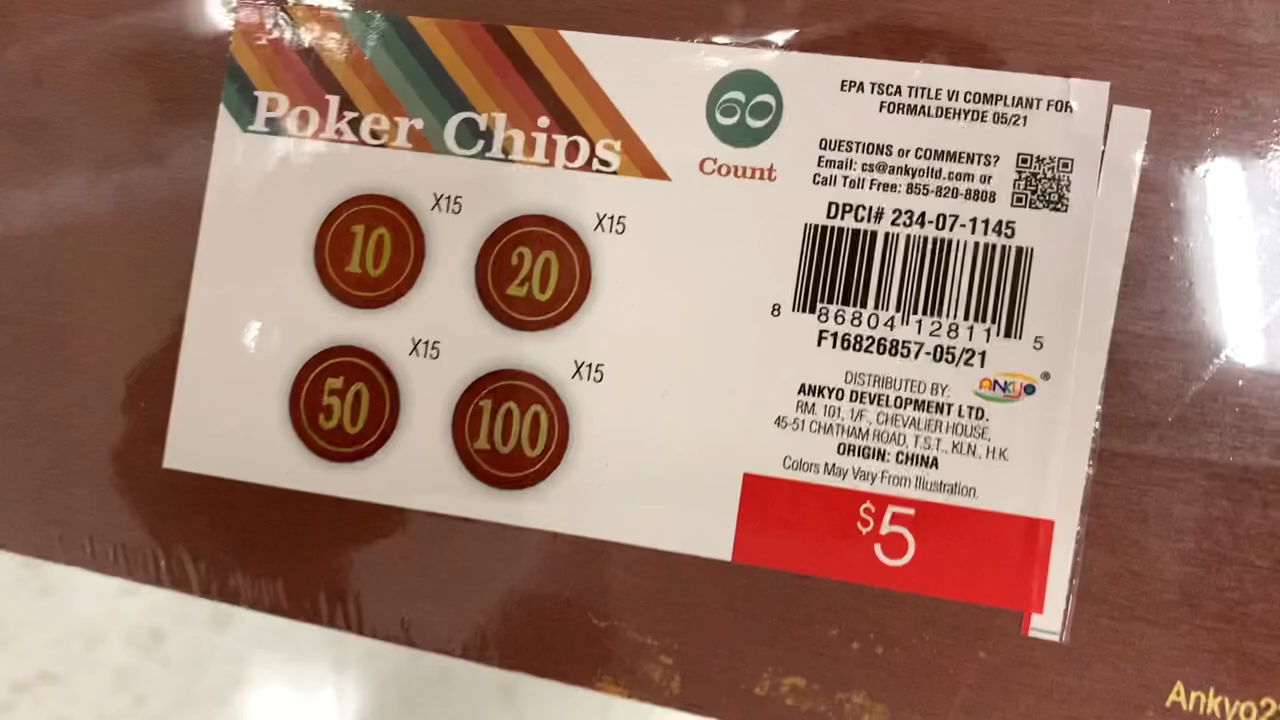 Poker Chips
60
Count
10
X15
20
X15
50
X15
100
X15
EPA TSCA TITLE VI COMPLIANT FOR
FORMALDEHYDE 05/21
QUESTIONS or COMMENTS?
Email: cs@ankyoltd.com or
Call Toll Free: 855-820-8808
DPCI# 234-07-1145
8 86804 12811 5
F16826857-05/21
DISTRIBUTED BY:
ANKYO®
ANKYO DEVELOPMENT LTD.
RM. 101, 1/F., CHEVALIER HOUSE,
45-51 CHATHAM ROAD, T.S.T., KLN., H.K.
ORIGIN: CHINA
Colors May Vary From Illustration.
$5